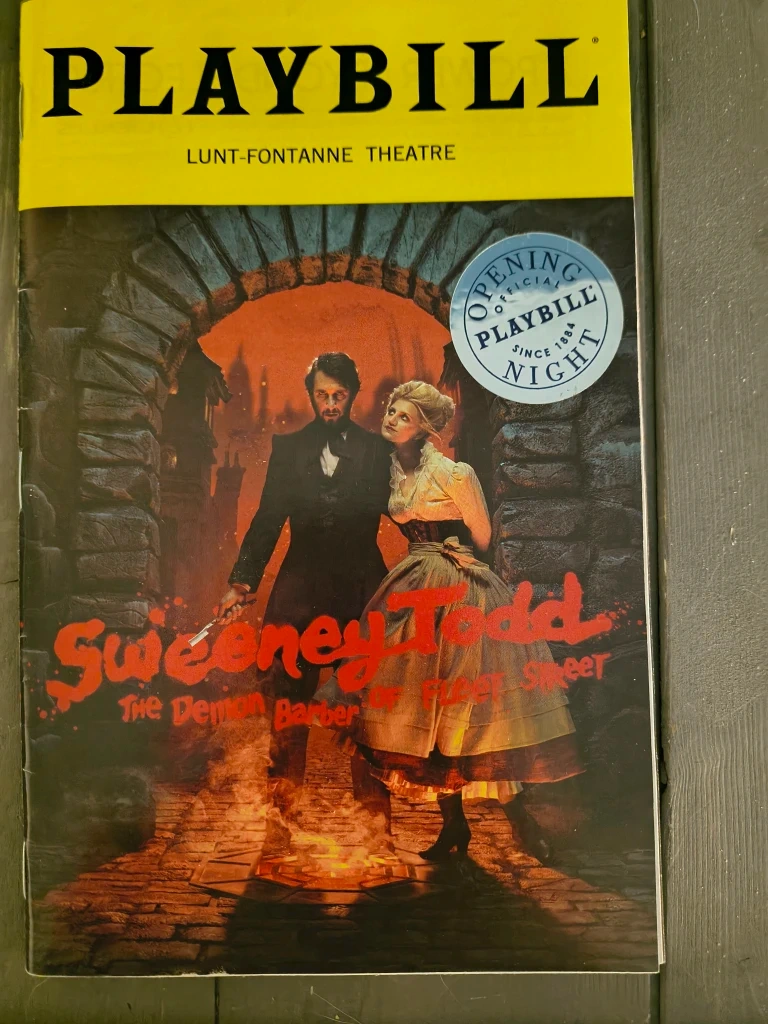 PLAYBILL®
LUNT-FONTANNE THEATRE
OPENING
OFFICIAL
PLAYBILL®
SINCE 1884
NIGHT
Sweeney Todd
The Demon Barber of Fleet Street